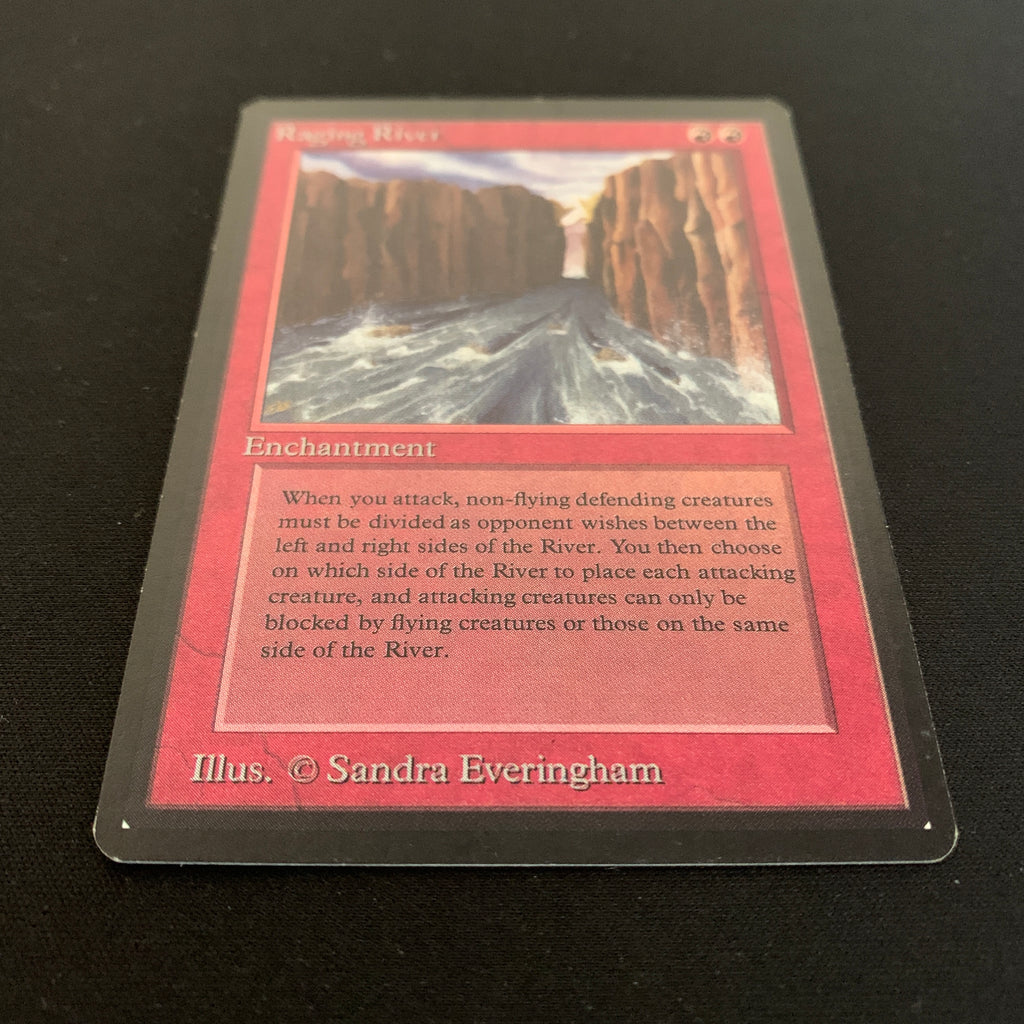 Raging River
Enchantment
When you attack, non-flying defending creatures
must be divided as opponent wishes between the
left and right sides of the River. You then choose
on which side of the River to place each attacking
creature, and attacking creatures can only be
blocked by flying creatures or those on the same
side of the River.
Illus. © Sandra Everingham